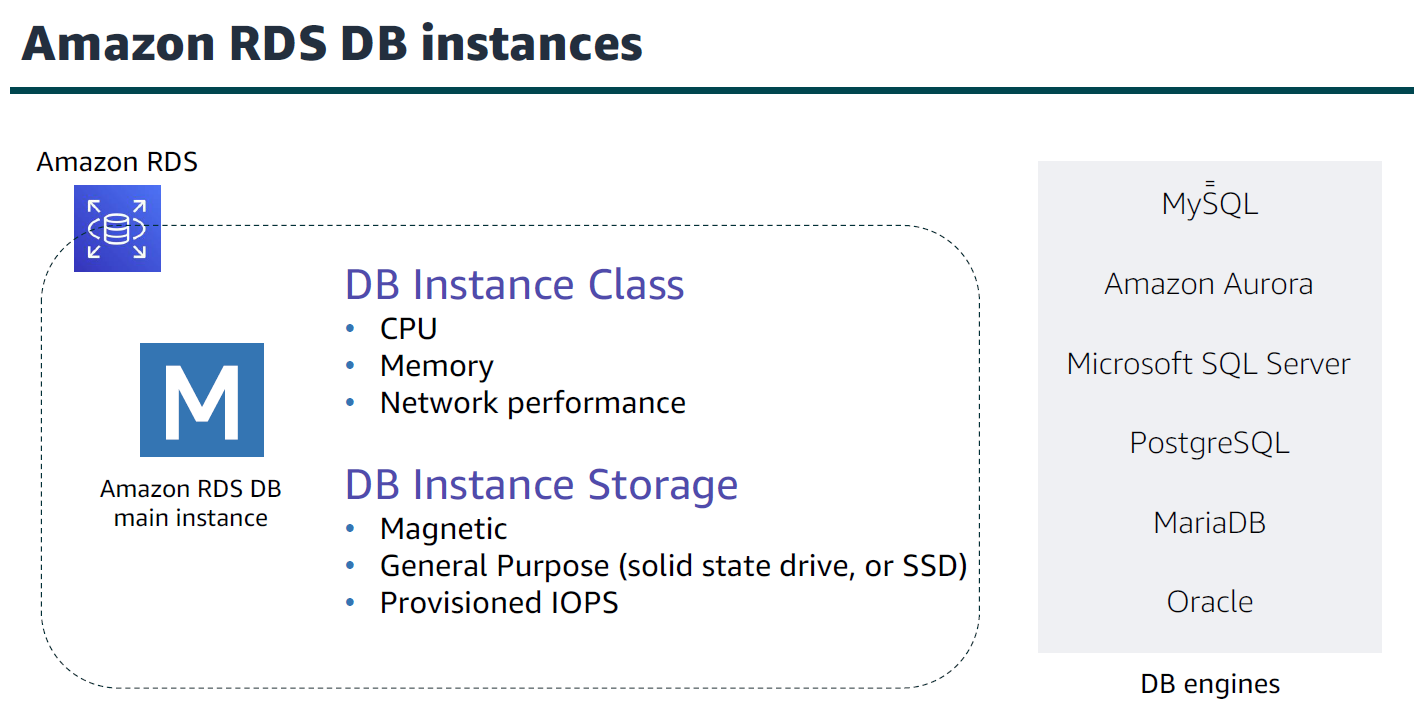 Amazon RDS DB instances
Amazon RDS
M
Amazon RDS DB
main instance
DB Instance Class
• CPU
• Memory
• Network performance
DB Instance Storage
• Magnetic
• General Purpose (solid state drive, or SSD)
• Provisioned IOPS
=
MySQL
Amazon Aurora
Microsoft SQL Server
PostgreSQL
MariaDB
Oracle
DB engines